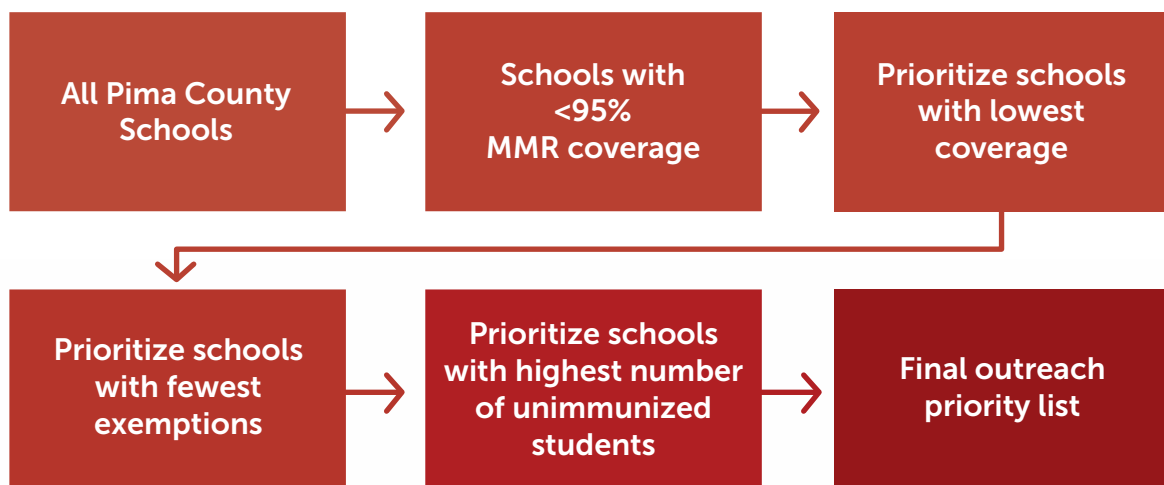 All Pima County
Schools
Schools with
<95%
MMR coverage
Prioritize schools
with lowest
coverage
Prioritize schools
with fewest
exemptions
Prioritize schools
with highest number
of unimmunized
students
Final outreach
priority list